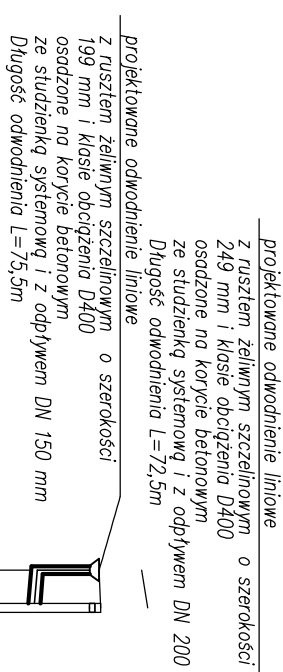 projektowane odwodnienie liniowe
z rusztem żeliwnym szczelinowym o szerokości
249 mm i klasie obciążenia D400
osadzone na korycie betonowym
ze studzienką systemową i z odpływem DN 200
Długość odwodnienia L=72,5m
projektowane odwodnienie liniowe
z rusztem żeliwnym szczelinowym o szerokości
199 mm i klasie obciążenia D400
osadzone na korycie betonowym
ze studzienką systemową i z odpływem DN 150 mm
Długość odwodnienia L=75,5m